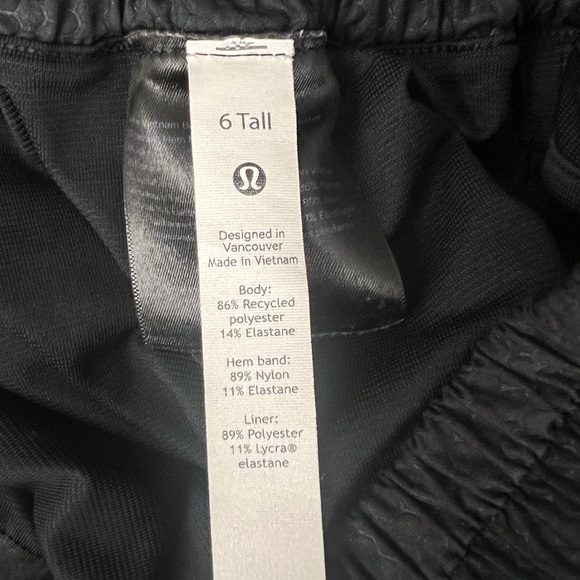 6 Tall
Designed in
Vancouver
Made in Vietnam
Body:
86% Recycled
polyester
14% Elastane
Hem band:
89% Nylon
11% Elastane
Liner:
89% Polyester
11% Lycra®
elastane